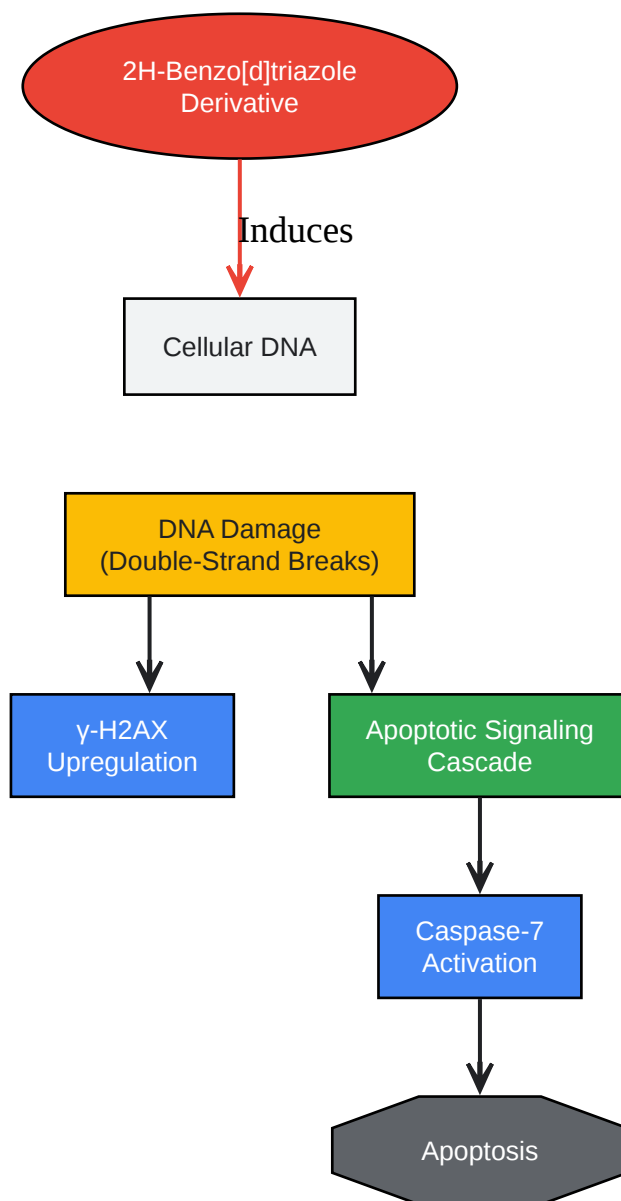 2H-Benzo[d]triazole
Derivative
Induces
Cellular DNA
DNA Damage
(Double-Strand Breaks)
γ-H2AX
Upregulation
Apoptotic Signaling
Cascade
Caspase-7
Activation
Apoptosis